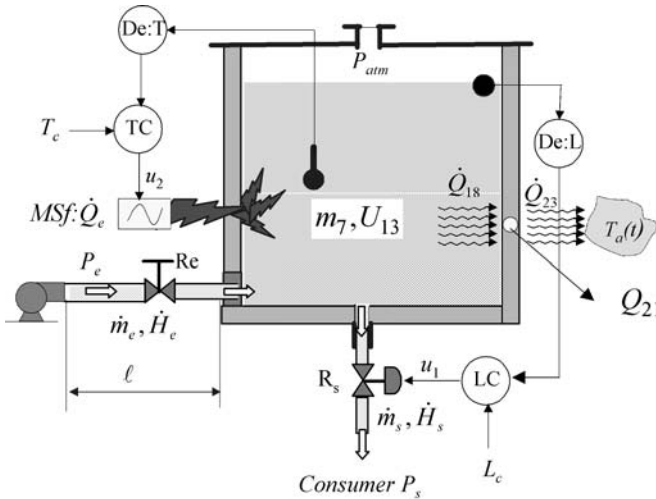 De:T
P_atm
T_c
TC
De:L
u_2
Q̇_18
Q̇_23
MSf:Q̇_e
m_7, U_13
T_a(t)
P_e
Re
Q_2
ṁ_e, Ḣ_e
u_1
R_s
LC
ℓ
ṁ_s, Ḣ_s
L_c
Consumer P_s